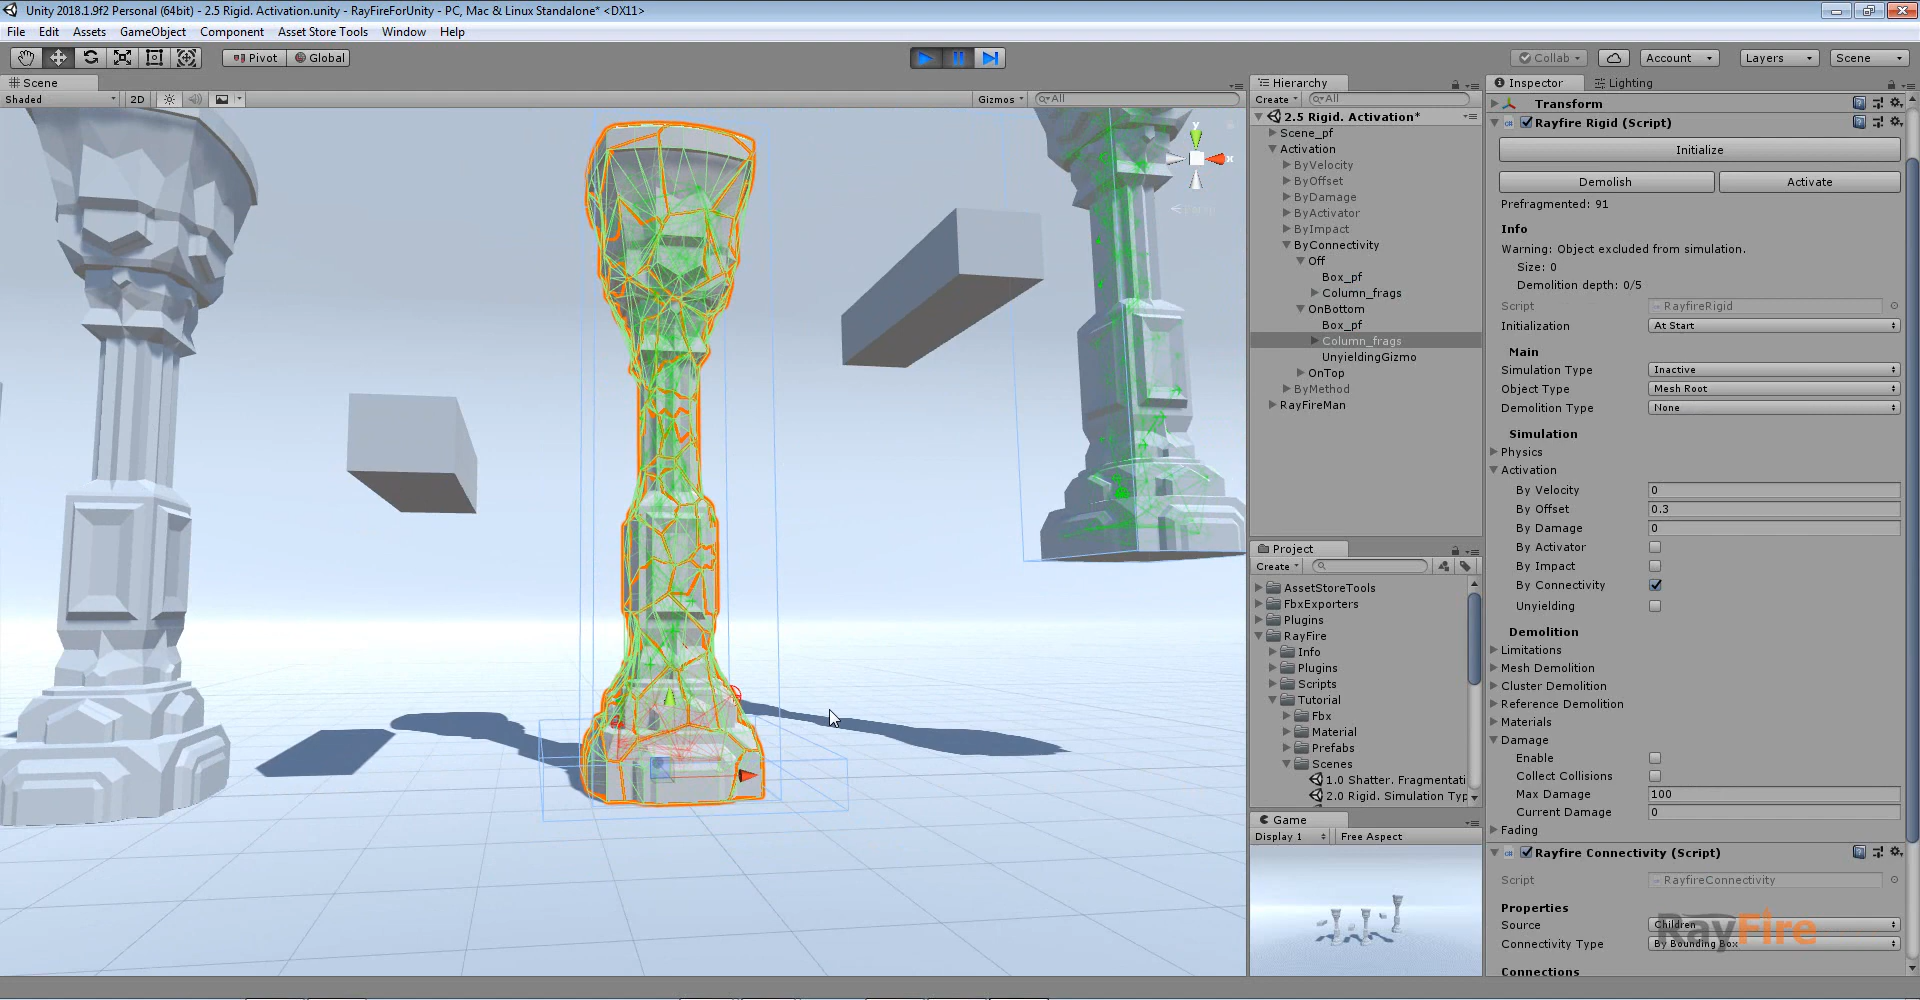 Unity 2018.1.9f2 Personal (64bit) - 2.5 Rigid. Activation.unity - RayFireForUnity - PC, Mac & Linux Standalone* <DX11>
File Edit Assets GameObject Component Asset Store Tools Window Help
Pivot Global Collab Account Layers Scene
Scene
Shaded 2D Gizmos All
y
x
Hierarchy
Create All
2.5 Rigid. Activation*
Scene_pf
Activation
ByVelocity
ByOffset
ByDamage
ByActivator
ByImpact
ByConnectivity
Off
Box_pf
Column_frags
OnBottom
Box_pf
Column_frags
UnyieldingGizmo
OnTop
ByMethod
RayFireMan
Project
Create
AssetStoreTools
FbxExporters
Plugins
RayFire
Info
Plugins
Scripts
Tutorial
Fbx
Material
Prefabs
Scenes
1.0 Shatter. Fragmentati
2.0 Rigid. Simulation Typ
Game
Display 1 Free Aspect
Inspector Lighting
Transform
Rayfire Rigid (Script)
Initialize
Demolish Activate
Prefragmented: 91
Info
Warning: Object excluded from simulation.
Size: 0
Demolition depth: 0/5
Script RayfireRigid
Initialization At Start
Main
Simulation Type Inactive
Object Type Mesh Root
Demolition Type None
Simulation
Physics
Activation
By Velocity 0
By Offset 0.3
By Damage 0
By Activator
By Impact
By Connectivity
Unyielding
Demolition
Limitations
Mesh Demolition
Cluster Demolition
Reference Demolition
Materials
Damage
Enable
Collect Collisions
Max Damage 100
Current Damage 0
Fading
Rayfire Connectivity (Script)
Script RayfireConnectivity
Properties
Source Children
Connectivity Type By Bounding Box
RayFire
Connections